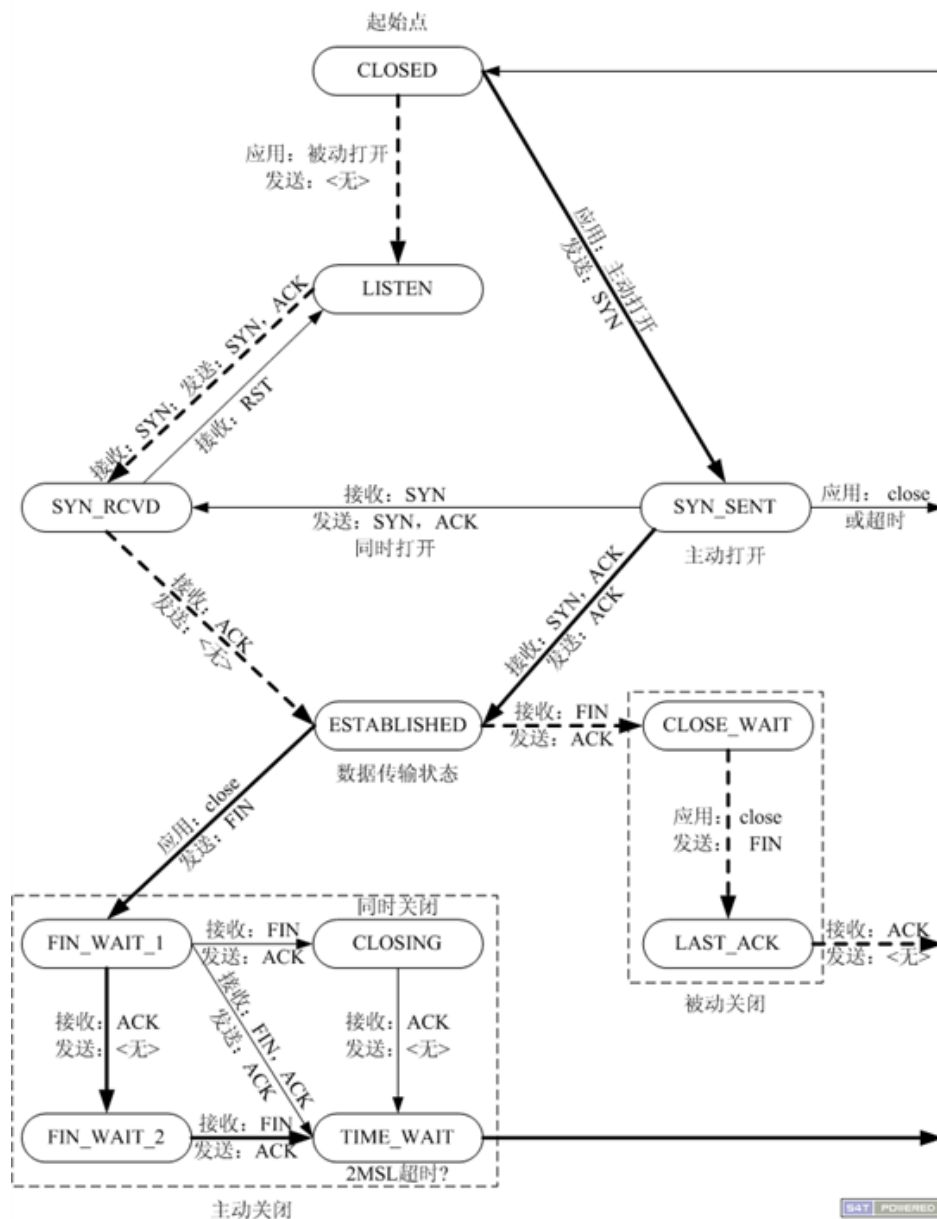 起始点
CLOSED
应用：被动打开
发送：<无>
应用：主动打开
发送：SYN
LISTEN
接收：SYN；发送：SYN，ACK
接收：RST
SYN_RCVD
接收：SYN
发送：SYN，ACK
同时打开
SYN_SENT
主动打开
应用：close
或超时
接收：ACK
发送：<无>
接收：SYN，ACK
发送：ACK
ESTABLISHED
数据传输状态
接收：FIN
发送：ACK
CLOSE_WAIT
应用：close
发送：FIN
应用：close
发送：FIN
LAST_ACK
接收：ACK
发送：<无>
被动关闭
同时关闭
FIN_WAIT_1
接收：FIN
发送：ACK
CLOSING
接收：ACK
发送：<无>
接收：FIN，ACK
发送：ACK
接收：ACK
发送：<无>
FIN_WAIT_2
接收：FIN
发送：ACK
TIME_WAIT
2MSL超时?
主动关闭
S4T POWERED